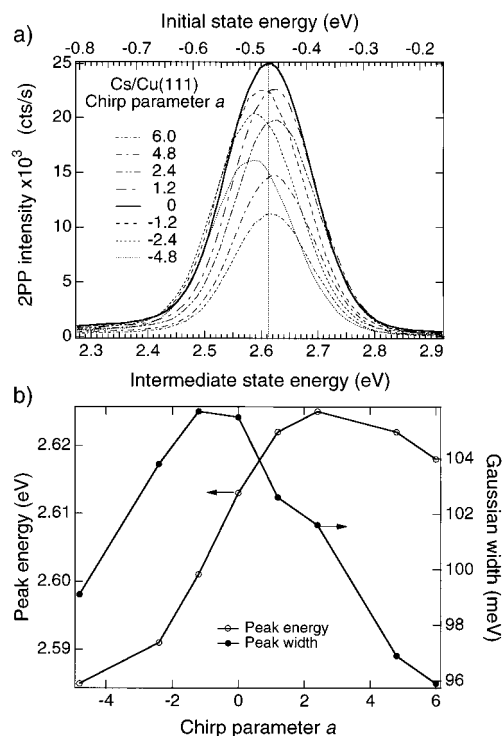 a)
Initial state energy (eV)
-0.8 -0.7 -0.6 -0.5 -0.4 -0.3 -0.2
2PP intensity x10³ (cts/s)
25
20
15
10
5
0
Cs/Cu(111)
Chirp parameter a
6.0
4.8
2.4
1.2
0
-1.2
-2.4
-4.8
2.3 2.4 2.5 2.6 2.7 2.8 2.9
Intermediate state energy (eV)
b)
Peak energy (eV)
2.62
2.61
2.60
2.59
Peak energy
Peak width
104
102
100
98
96
Gaussian width (meV)
-4 -2 0 2 4 6
Chirp parameter a